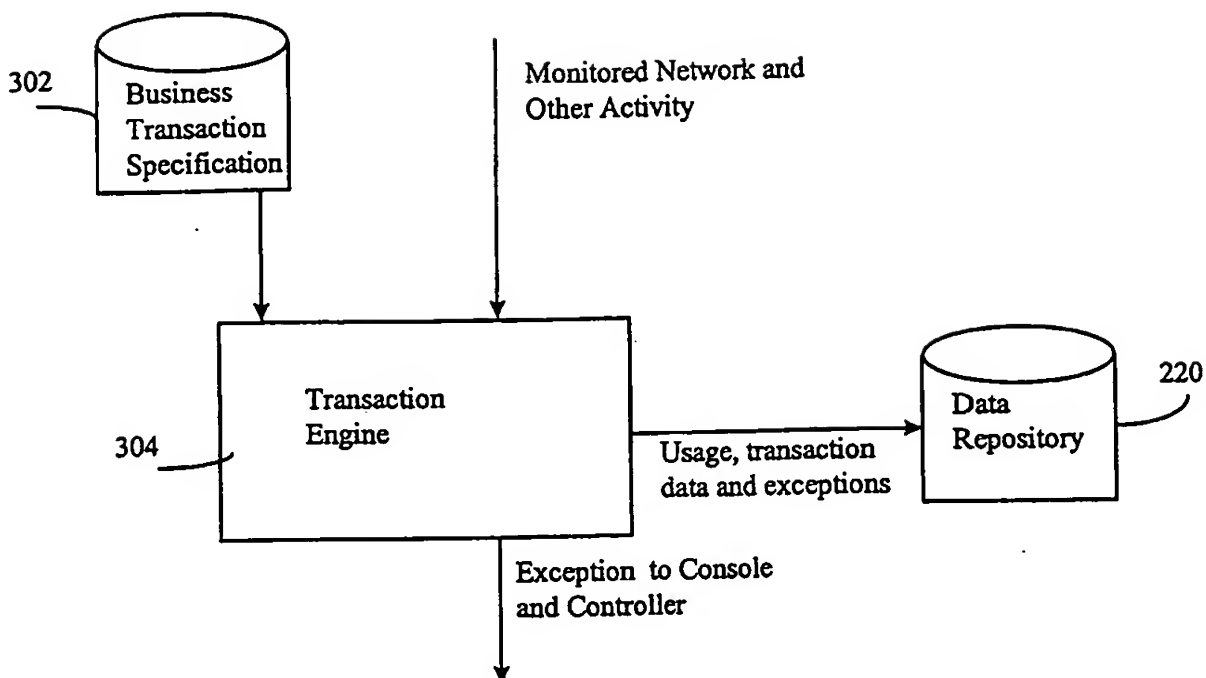 302
Business
Transaction
Specification
Monitored Network and
Other Activity
Transaction
Engine
304
Usage, transaction
data and exceptions
Data
Repository
220
Exception to Console
and Controller